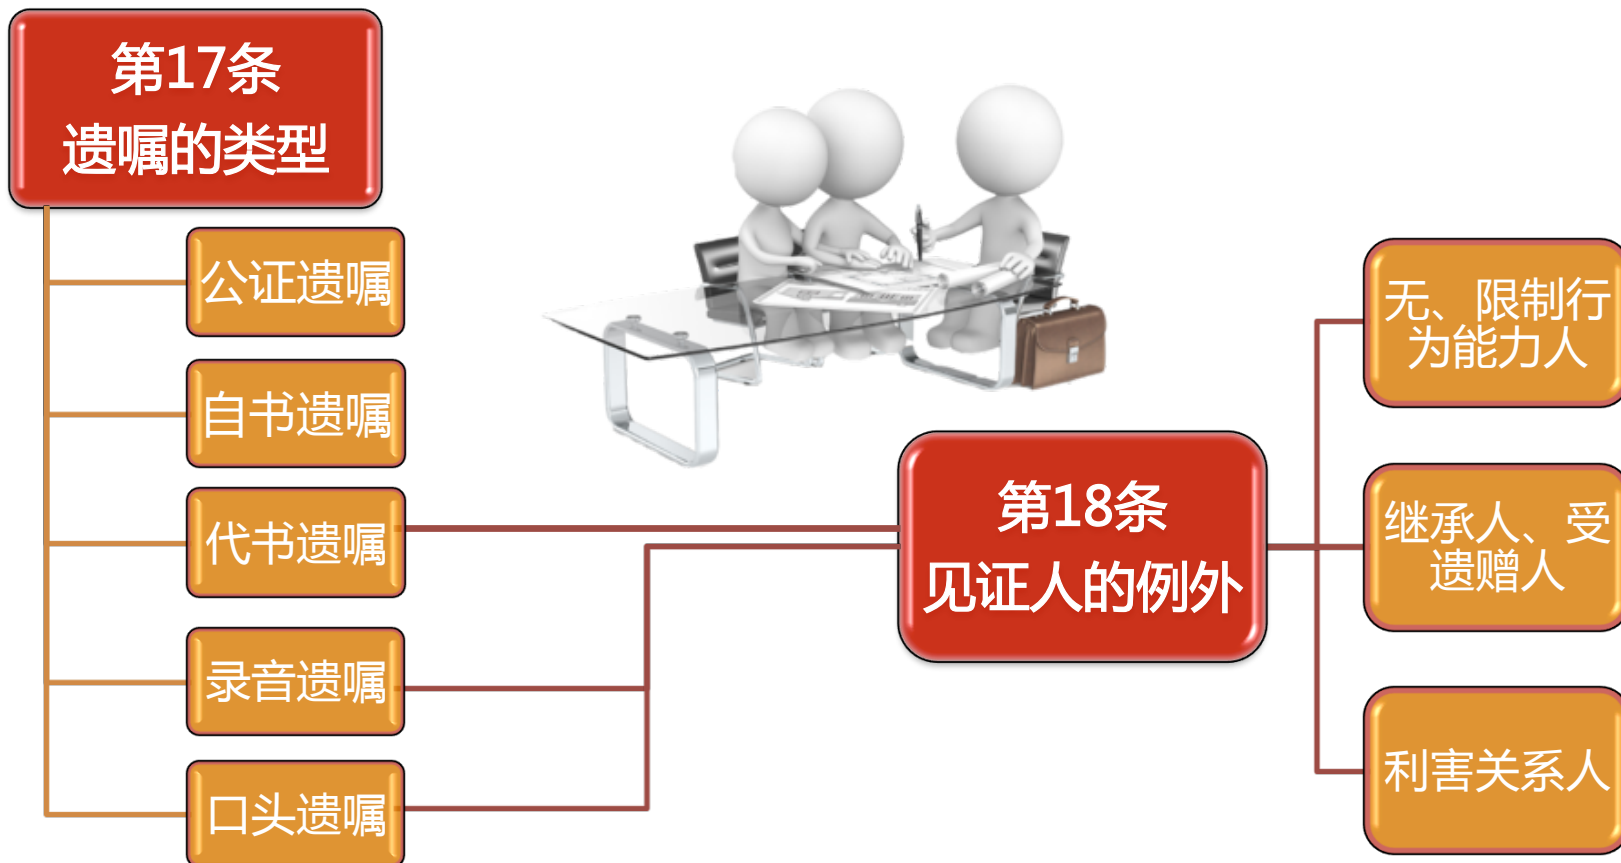 第17条
遗嘱的类型
公证遗嘱
自书遗嘱
代书遗嘱
录音遗嘱
口头遗嘱
第18条
见证人的例外
无、限制行
为能力人
继承人、受
遗赠人
利害关系人